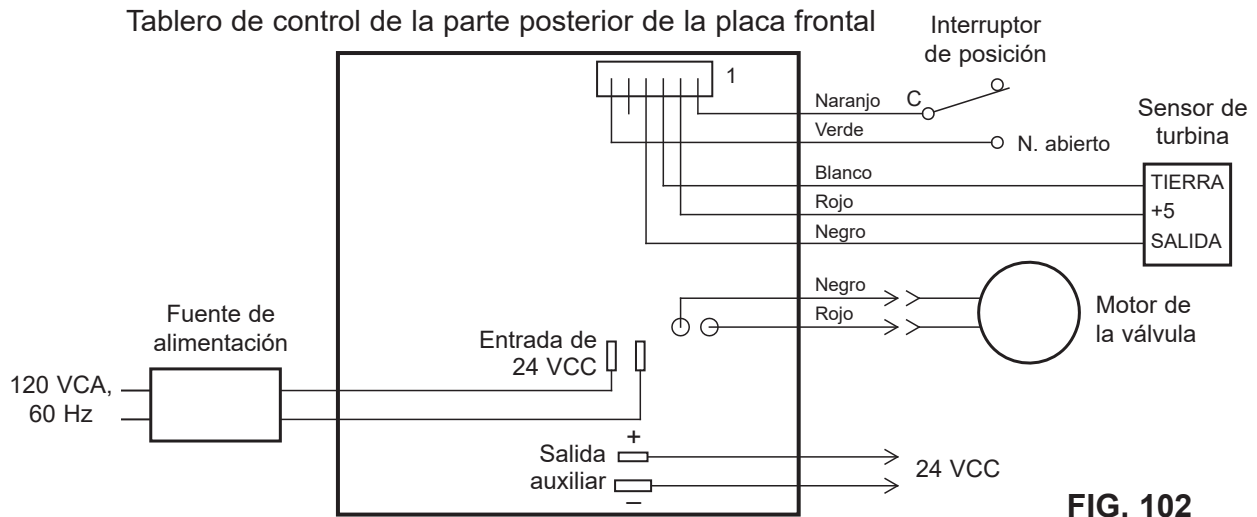 Tablero de control de la parte posterior de la placa frontal
Interruptor
de posición
1
Naranjo
C
Verde
N. abierto
Sensor de
turbina
Blanco
TIERRA
Rojo
+5
Negro
SALIDA
Negro
Rojo
Motor de
la válvula
Fuente de
alimentación
Entrada de
24 VCC
120 VCA,
60 Hz
+
Salida
auxiliar
–
24 VCC
FIG. 102